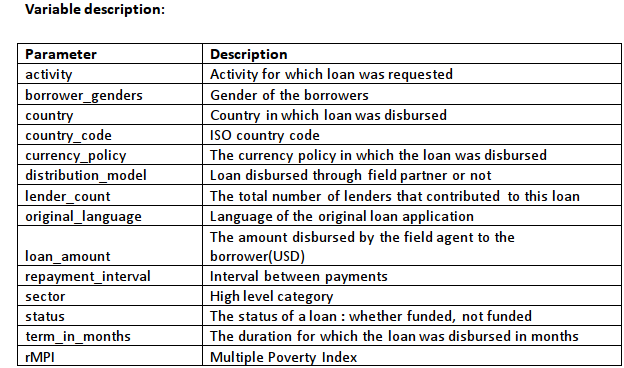 Variable description:
Parameter Description
activity Activity for which loan was requested
borrower_genders Gender of the borrowers
country Country in which loan was disbursed
country_code ISO country code
currency_policy The currency policy in which the loan was disbursed
distribution_model Loan disbursed through field partner or not
lender_count The total number of lenders that contributed to this loan
original_language Language of the original loan application
The amount disbursed by the field agent to the
loan_amount borrower(USD)
repayment_interval Interval between payments
sector High level category
status The status of a loan : whether funded, not funded
term_in_months The duration for which the loan was disbursed in months
rMPI Multiple Poverty Index